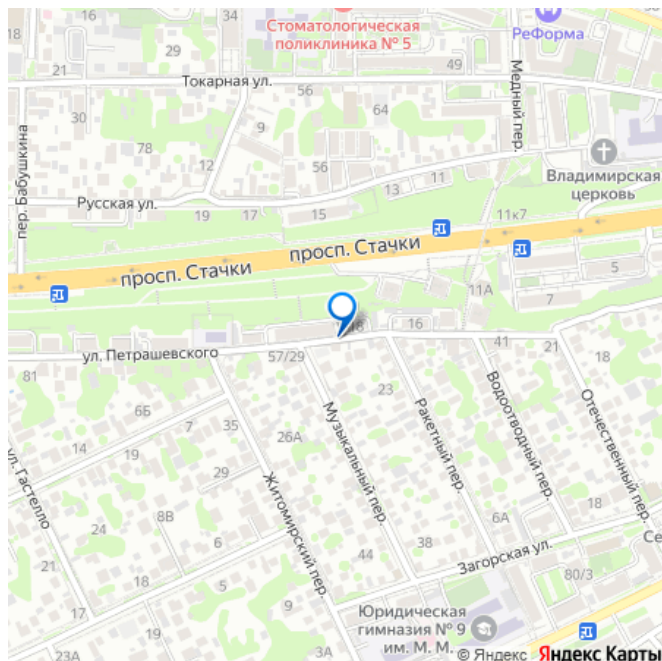 Стоматологическая
поликлиника № 5
34
РеФорма
29
21
Токарная ул.
49
56
Медный пер.
30
9
64
78
12
56
пер. Бабушкина
Владимирская
церковь
13
11
Русская ул.
19
17
15
11к7
просп. Стачки
просп. Стачки
5
11А
7
18
16
ул. Петрашевского
57/29
41
21
18
81
23
6Б
7
35
Музыкальный пер.
Ракетный пер.
Водоотводный пер.
Отечественный пер.
14
19
26А
29
ул. Гастелло
24
8В
Житомирский пер.
6А
18
6
44
38
Се
Загорская ул.
17
18
5
3
80/3
9
Юридическая
гимназия № 9
им. М. М.
23А
7
3А
© Яндекс
Яндекс Карты